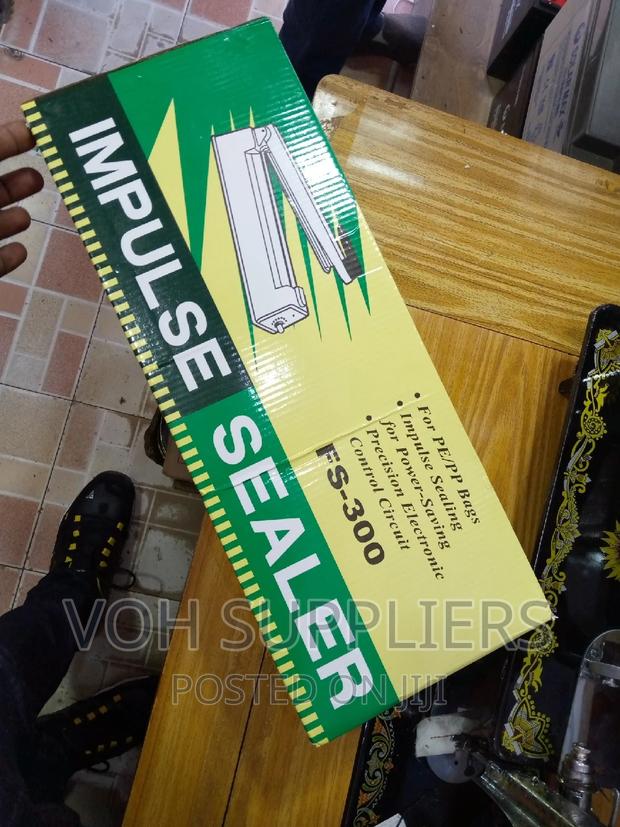 IMPULSE SEALER
• For PE/PP Bags
• Impulse Sealing
for Power-Saving
• Precision Electronic
Control Circuit
FS-300
VOH SUPPLIERS
POSTED ON JIJI